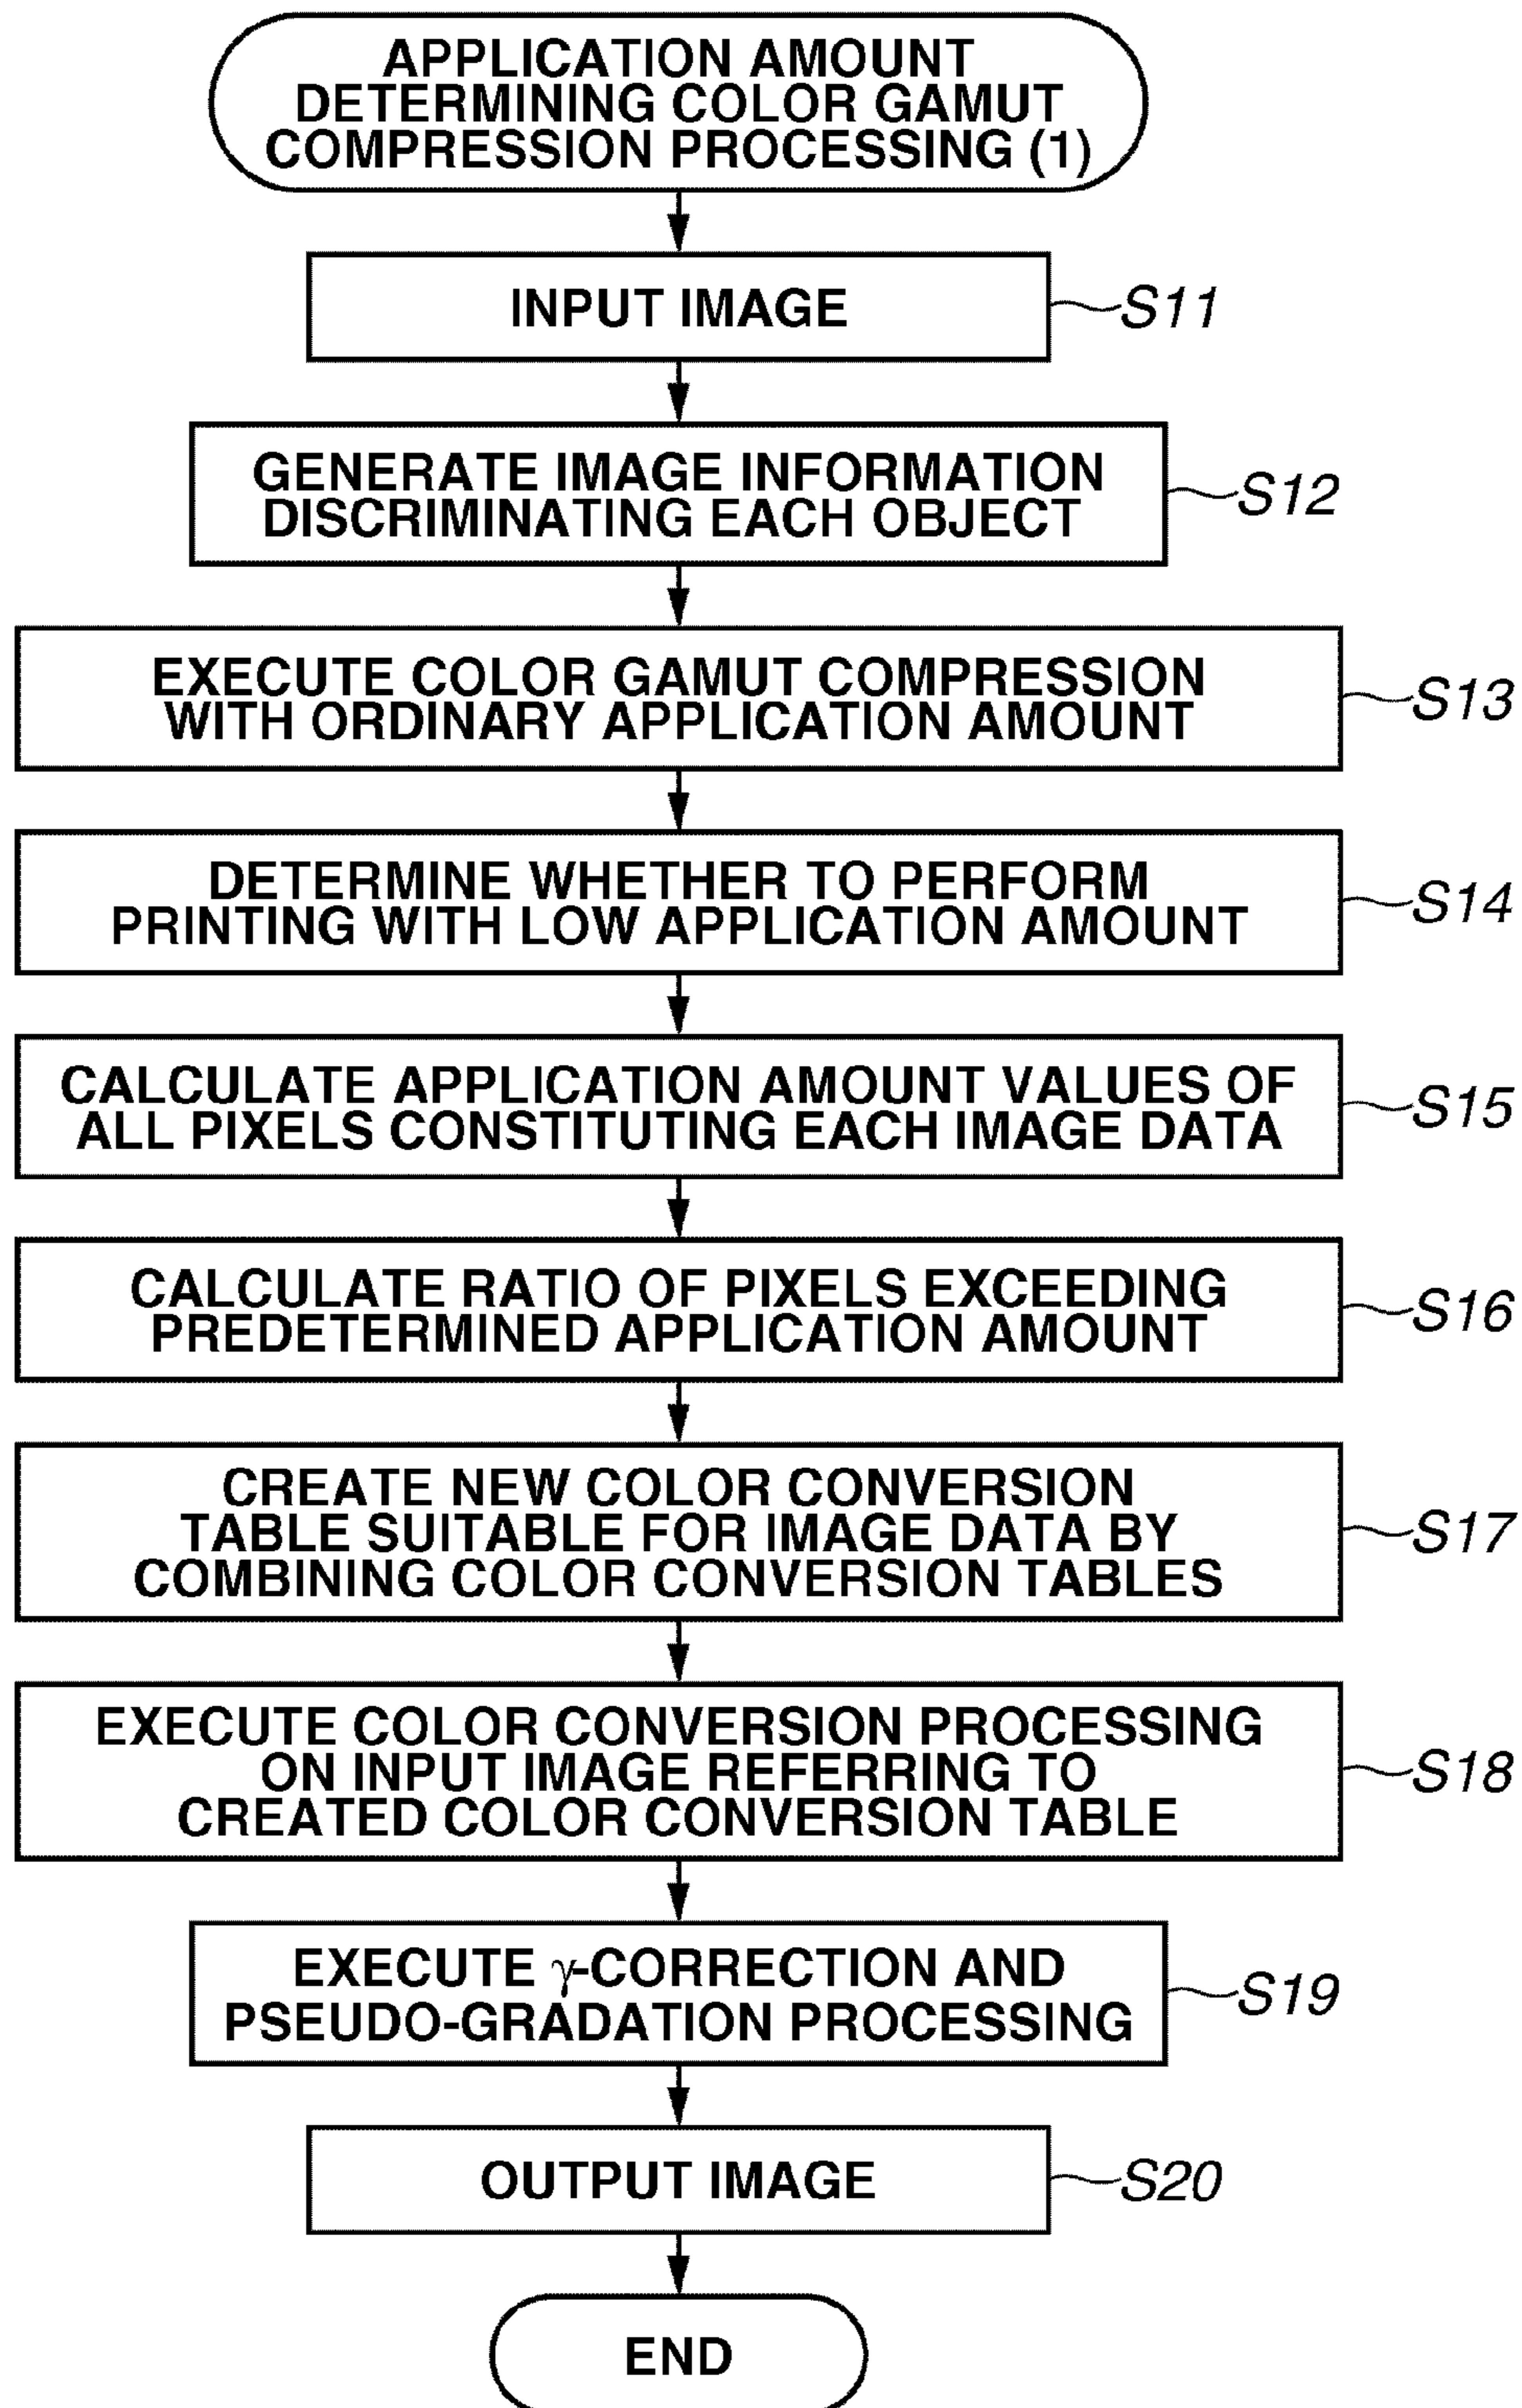 APPLICATION AMOUNT
DETERMINING COLOR GAMUT
COMPRESSION PROCESSING (1)
INPUT IMAGE
S11
GENERATE IMAGE INFORMATION
DISCRIMINATING EACH OBJECT
S12
EXECUTE COLOR GAMUT COMPRESSION
WITH ORDINARY APPLICATION AMOUNT
S13
DETERMINE WHETHER TO PERFORM
PRINTING WITH LOW APPLICATION AMOUNT
S14
CALCULATE APPLICATION AMOUNT VALUES OF
ALL PIXELS CONSTITUTING EACH IMAGE DATA
S15
CALCULATE RATIO OF PIXELS EXCEEDING
PREDETERMINED APPLICATION AMOUNT
S16
CREATE NEW COLOR CONVERSION
TABLE SUITABLE FOR IMAGE DATA BY
COMBINING COLOR CONVERSION TABLES
S17
EXECUTE COLOR CONVERSION PROCESSING
ON INPUT IMAGE REFERRING TO
CREATED COLOR CONVERSION TABLE
S18
EXECUTE γ-CORRECTION AND
PSEUDO-GRADATION PROCESSING
S19
OUTPUT IMAGE
S20
END